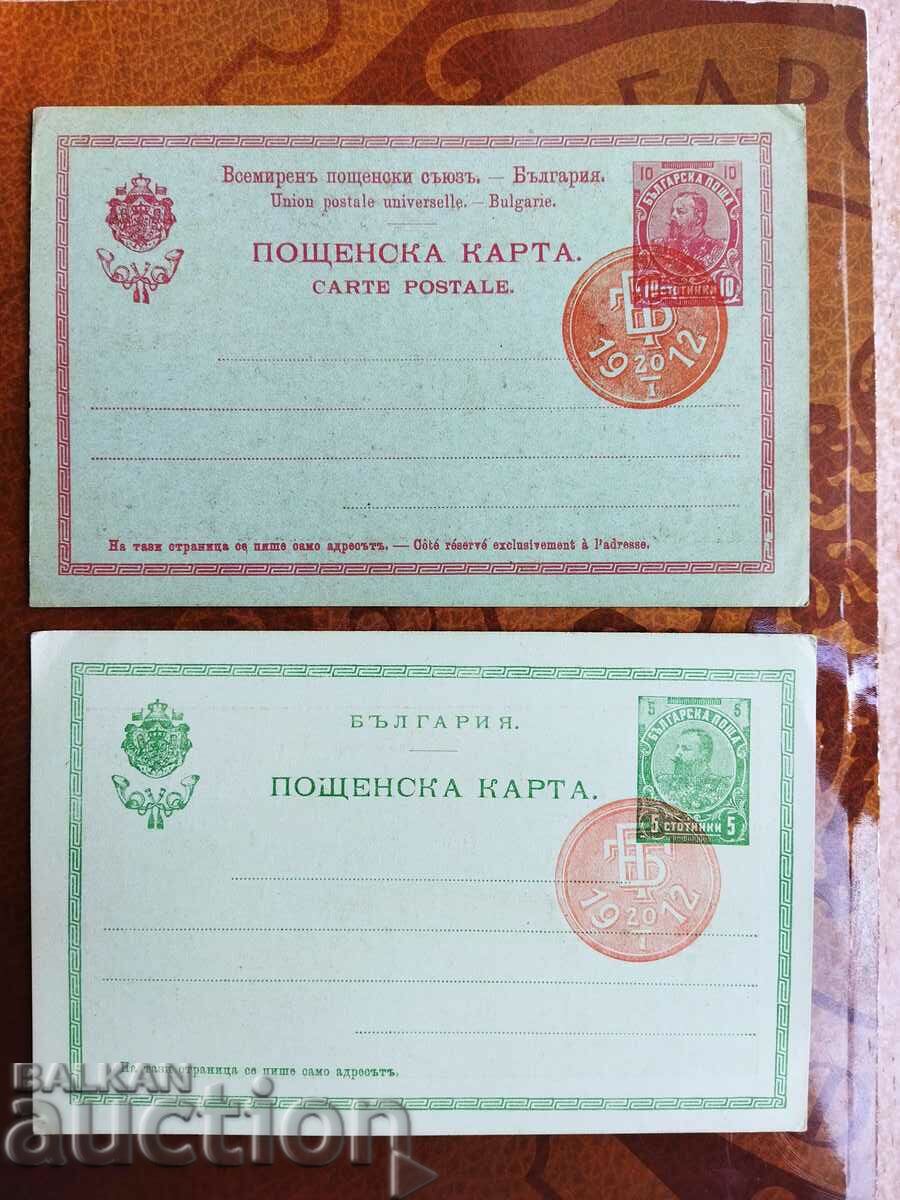 Всемиренъ пощенски съюзъ. — България.
Union postale universelle. — Bulgarie.
ПОЩЕНСКА КАРТА.
CARTE POSTALE.
10 10
БЪЛГАРСКА ПОЩА
10 СТОТИНКИ 10
19 20 12
I
На тази страница се пише само адресътъ. — Côté réservé exclusivement à l'adresse.
БЪЛГАРИЯ.
ПОЩЕНСКА КАРТА.
5 5
БЪЛГАРСКА ПОЩА
5 СТОТИНКИ 5
19 20 12
I
На тази страница се пише само адресътъ.
BALKAN
auction